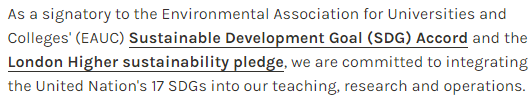 As a signatory to the Environmental Association for Universities and
Colleges' (EAUC) Sustainable Development Goal (SDG) Accord and the
London Higher sustainability pledge, we are committed to integrating
the United Nation's 17 SDGs into our teaching, research and operations.